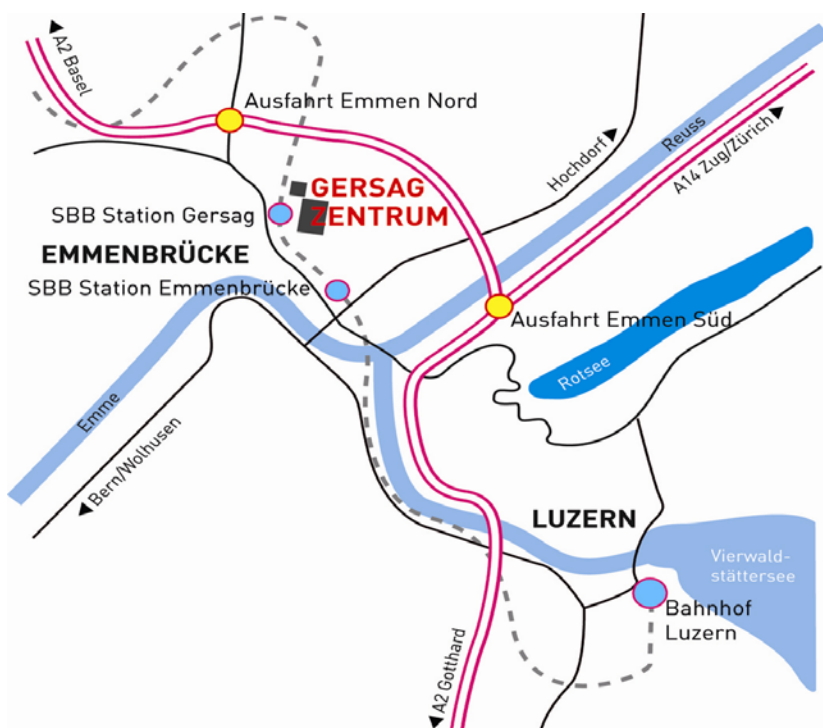 A2 Basel
Ausfahrt Emmen Nord
Reuss
Hochdorf
A14 Zug/Zürich
GERSAG
ZENTRUM
SBB Station Gersag
EMMENBRÜCKE
SBB Station Emmenbrücke
Ausfahrt Emmen Süd
Rotsee
Emme
Bern/Wolhusen
LUZERN
Vierwald-
stättersee
Bahnhof
Luzern
A2 Gotthard